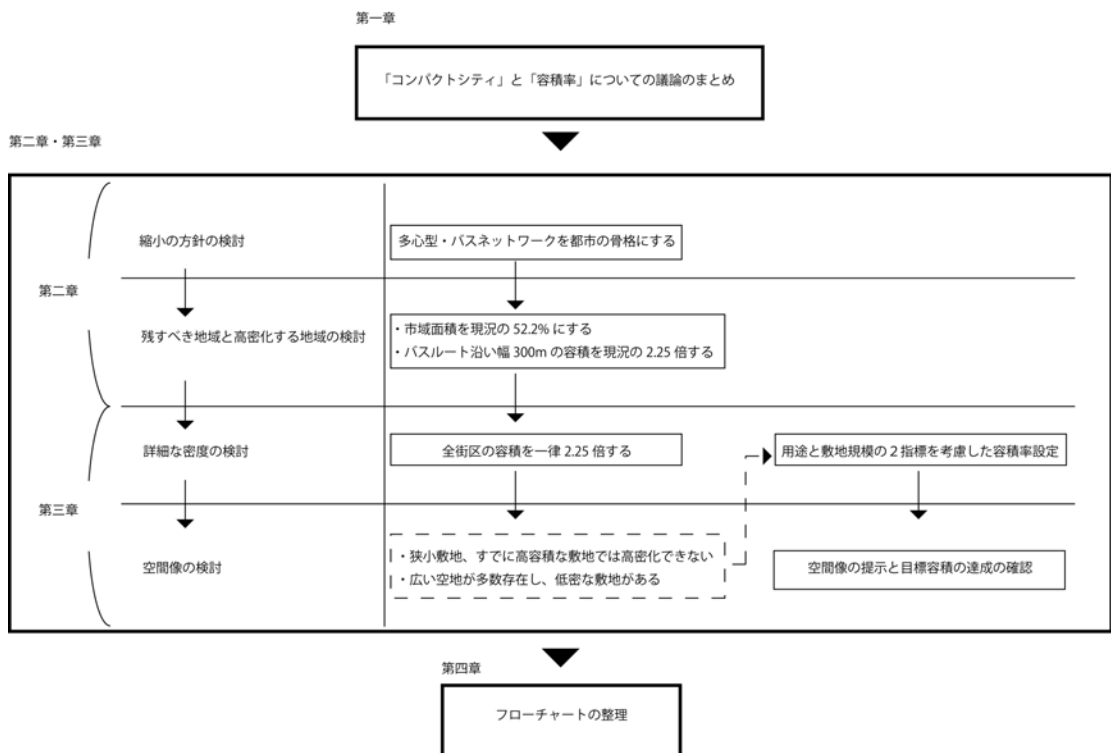 第一章
「コンパクトシティ」と「容積率」についての議論のまとめ
第二章・第三章
第二章
縮小の方針の検討
多心型・バスネットワークを都市の骨格にする
残すべき地域と高密化する地域の検討
・市域面積を現況の 52.2% にする
・バスルート沿い幅 300m の容積を現況の 2.25 倍する
第三章
詳細な密度の検討
全街区の容積を一律 2.25 倍する
用途と敷地規模の 2 指標を考慮した容積率設定
空間像の検討
・狭小敷地、すでに高容積な敷地では高密化できない
・広い空地が多数存在し、低密な敷地がある
空間像の提示と目標容積の達成の確認
第四章
フローチャートの整理